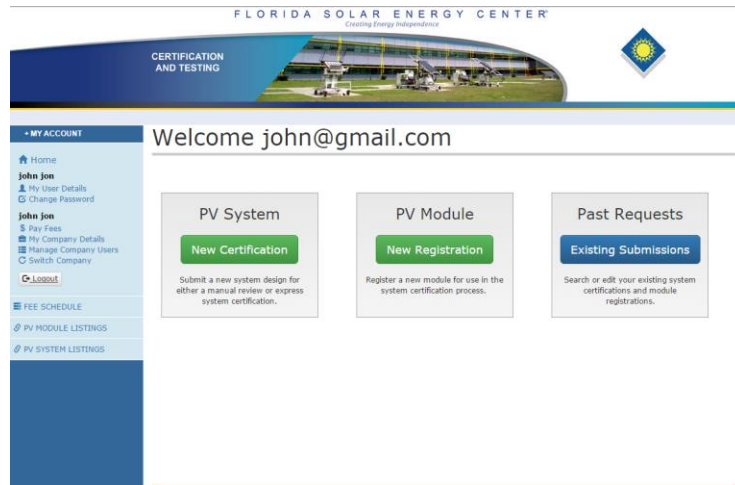 FLORIDA SOLAR ENERGY CENTER®
Creating Energy Independence
CERTIFICATION
AND TESTING
+ MY ACCOUNT
Home
john jon
My User Details
Change Password
john jon
$ Pay Fees
My Company Details
Manage Company Users
Switch Company
Logout
FEE SCHEDULE
PV MODULE LISTINGS
PV SYSTEM LISTINGS
Welcome john@gmail.com
PV System
New Certification
Submit a new system design for
either a manual review or express
system certification.
PV Module
New Registration
Register a new module for use in the
system certification process.
Past Requests
Existing Submissions
Search or edit your existing system
certifications and module
registrations.